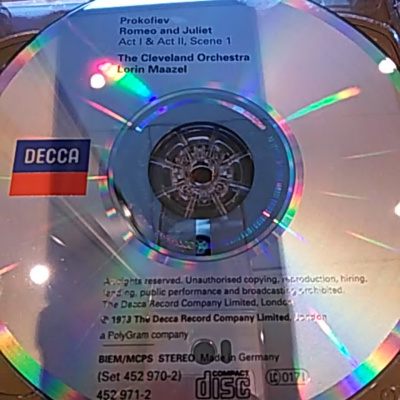 Prokofiev
Romeo and Juliet
Act I & Act II, Scene 1
The Cleveland Orchestra
Lorin Maazel
DECCA
All rights reserved. Unauthorised copying, reproduction, hiring,
lending, public performance and broadcasting prohibited.
The Decca Record Company Limited, London
℗ 1973 The Decca Record Company Limited, London
a PolyGram company
BIEM/MCPS STEREO Made in Germany
(Set 452 970-2)
452 971-2
COMPACT
disc
LC 0171